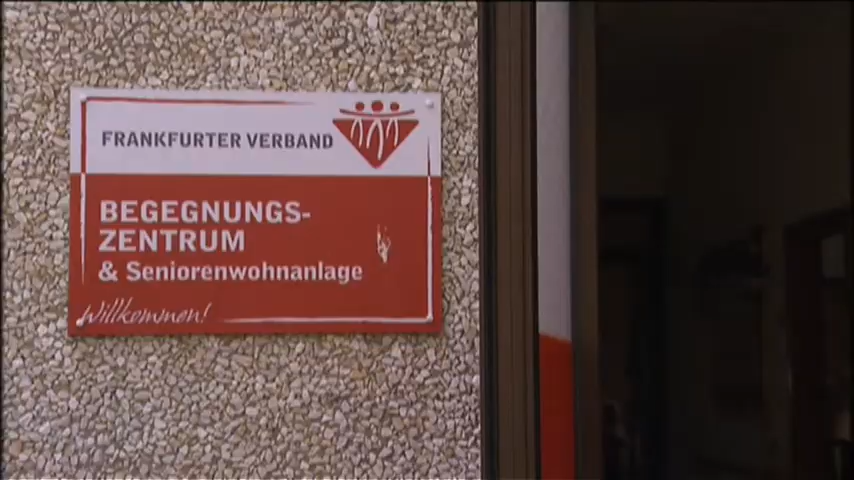 FRANKFURTER VERBAND
BEGEGNUNGS-
ZENTRUM
& Seniorenwohnanlage
Willkommen!